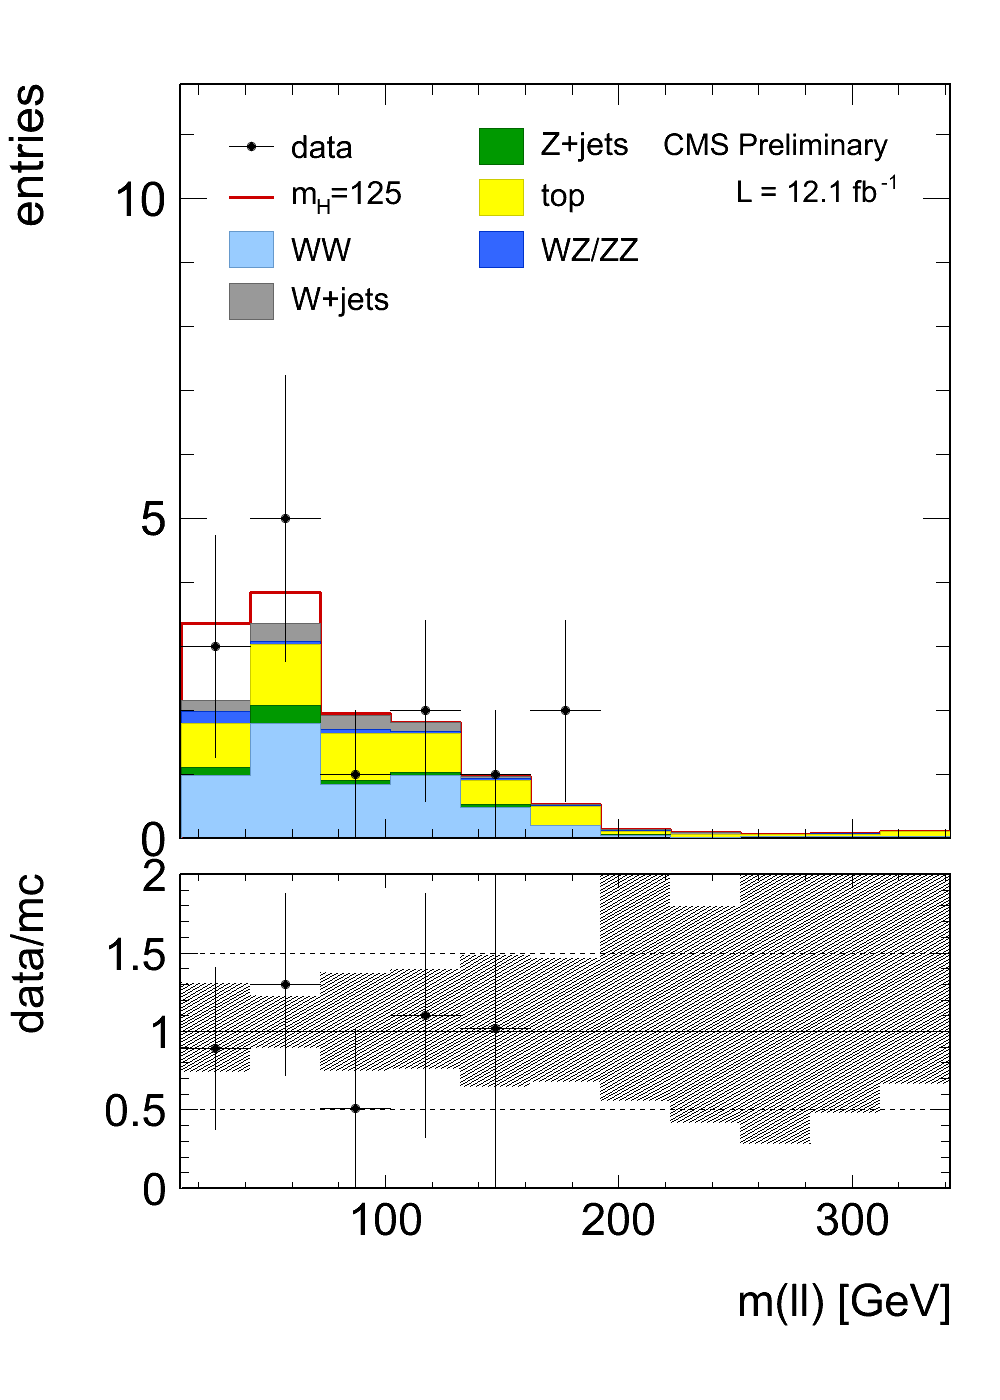 entries
10
5
0
data
m_H=125
WW
W+jets
Z+jets
top
WZ/ZZ
CMS Preliminary
L = 12.1 fb^-1
data/mc
2
1.5
1
0.5
0
100 200 300
m(ll) [GeV]